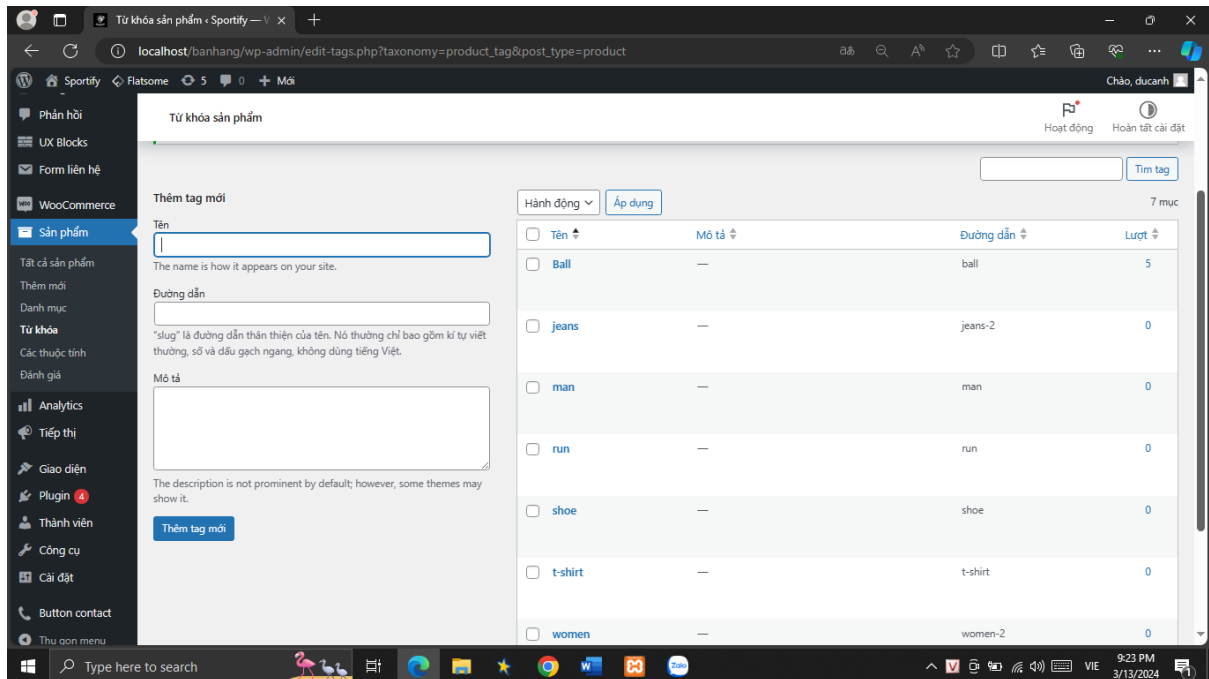 Từ khóa sản phẩm ‹ Sportify — V
localhost/banhang/wp-admin/edit-tags.php?taxonomy=product_tag&post_type=product
Sportify Flatsome 5 0 + Mới Chào, ducanh
Phản hồi
UX Blocks
Form liên hệ
WooCommerce
Sản phẩm
Tất cả sản phẩm
Thêm mới
Danh mục
Từ khóa
Các thuộc tính
Đánh giá
Analytics
Tiếp thị
Giao diện
Plugin 4
Thành viên
Công cụ
Cài đặt
Button contact
Thu gọn menu
Từ khóa sản phẩm
Hoạt động Hoàn tất cài đặt
Tìm tag
Thêm tag mới
Tên
The name is how it appears on your site.
Đường dẫn
"slug" là đường dẫn thân thiện của tên. Nó thường chỉ bao gồm kí tự viết
thường, số và dấu gạch ngang, không dùng tiếng Việt.
Mô tả
The description is not prominent by default; however, some themes may
show it.
Thêm tag mới
Hành động Áp dụng 7 mục
Tên Mô tả Đường dẫn Lượt
Ball — ball 5
jeans — jeans-2 0
man — man 0
run — run 0
shoe — shoe 0
t-shirt — t-shirt 0
women — women-2 0
Type here to search
Zalo
VIE
9:23 PM
3/13/2024